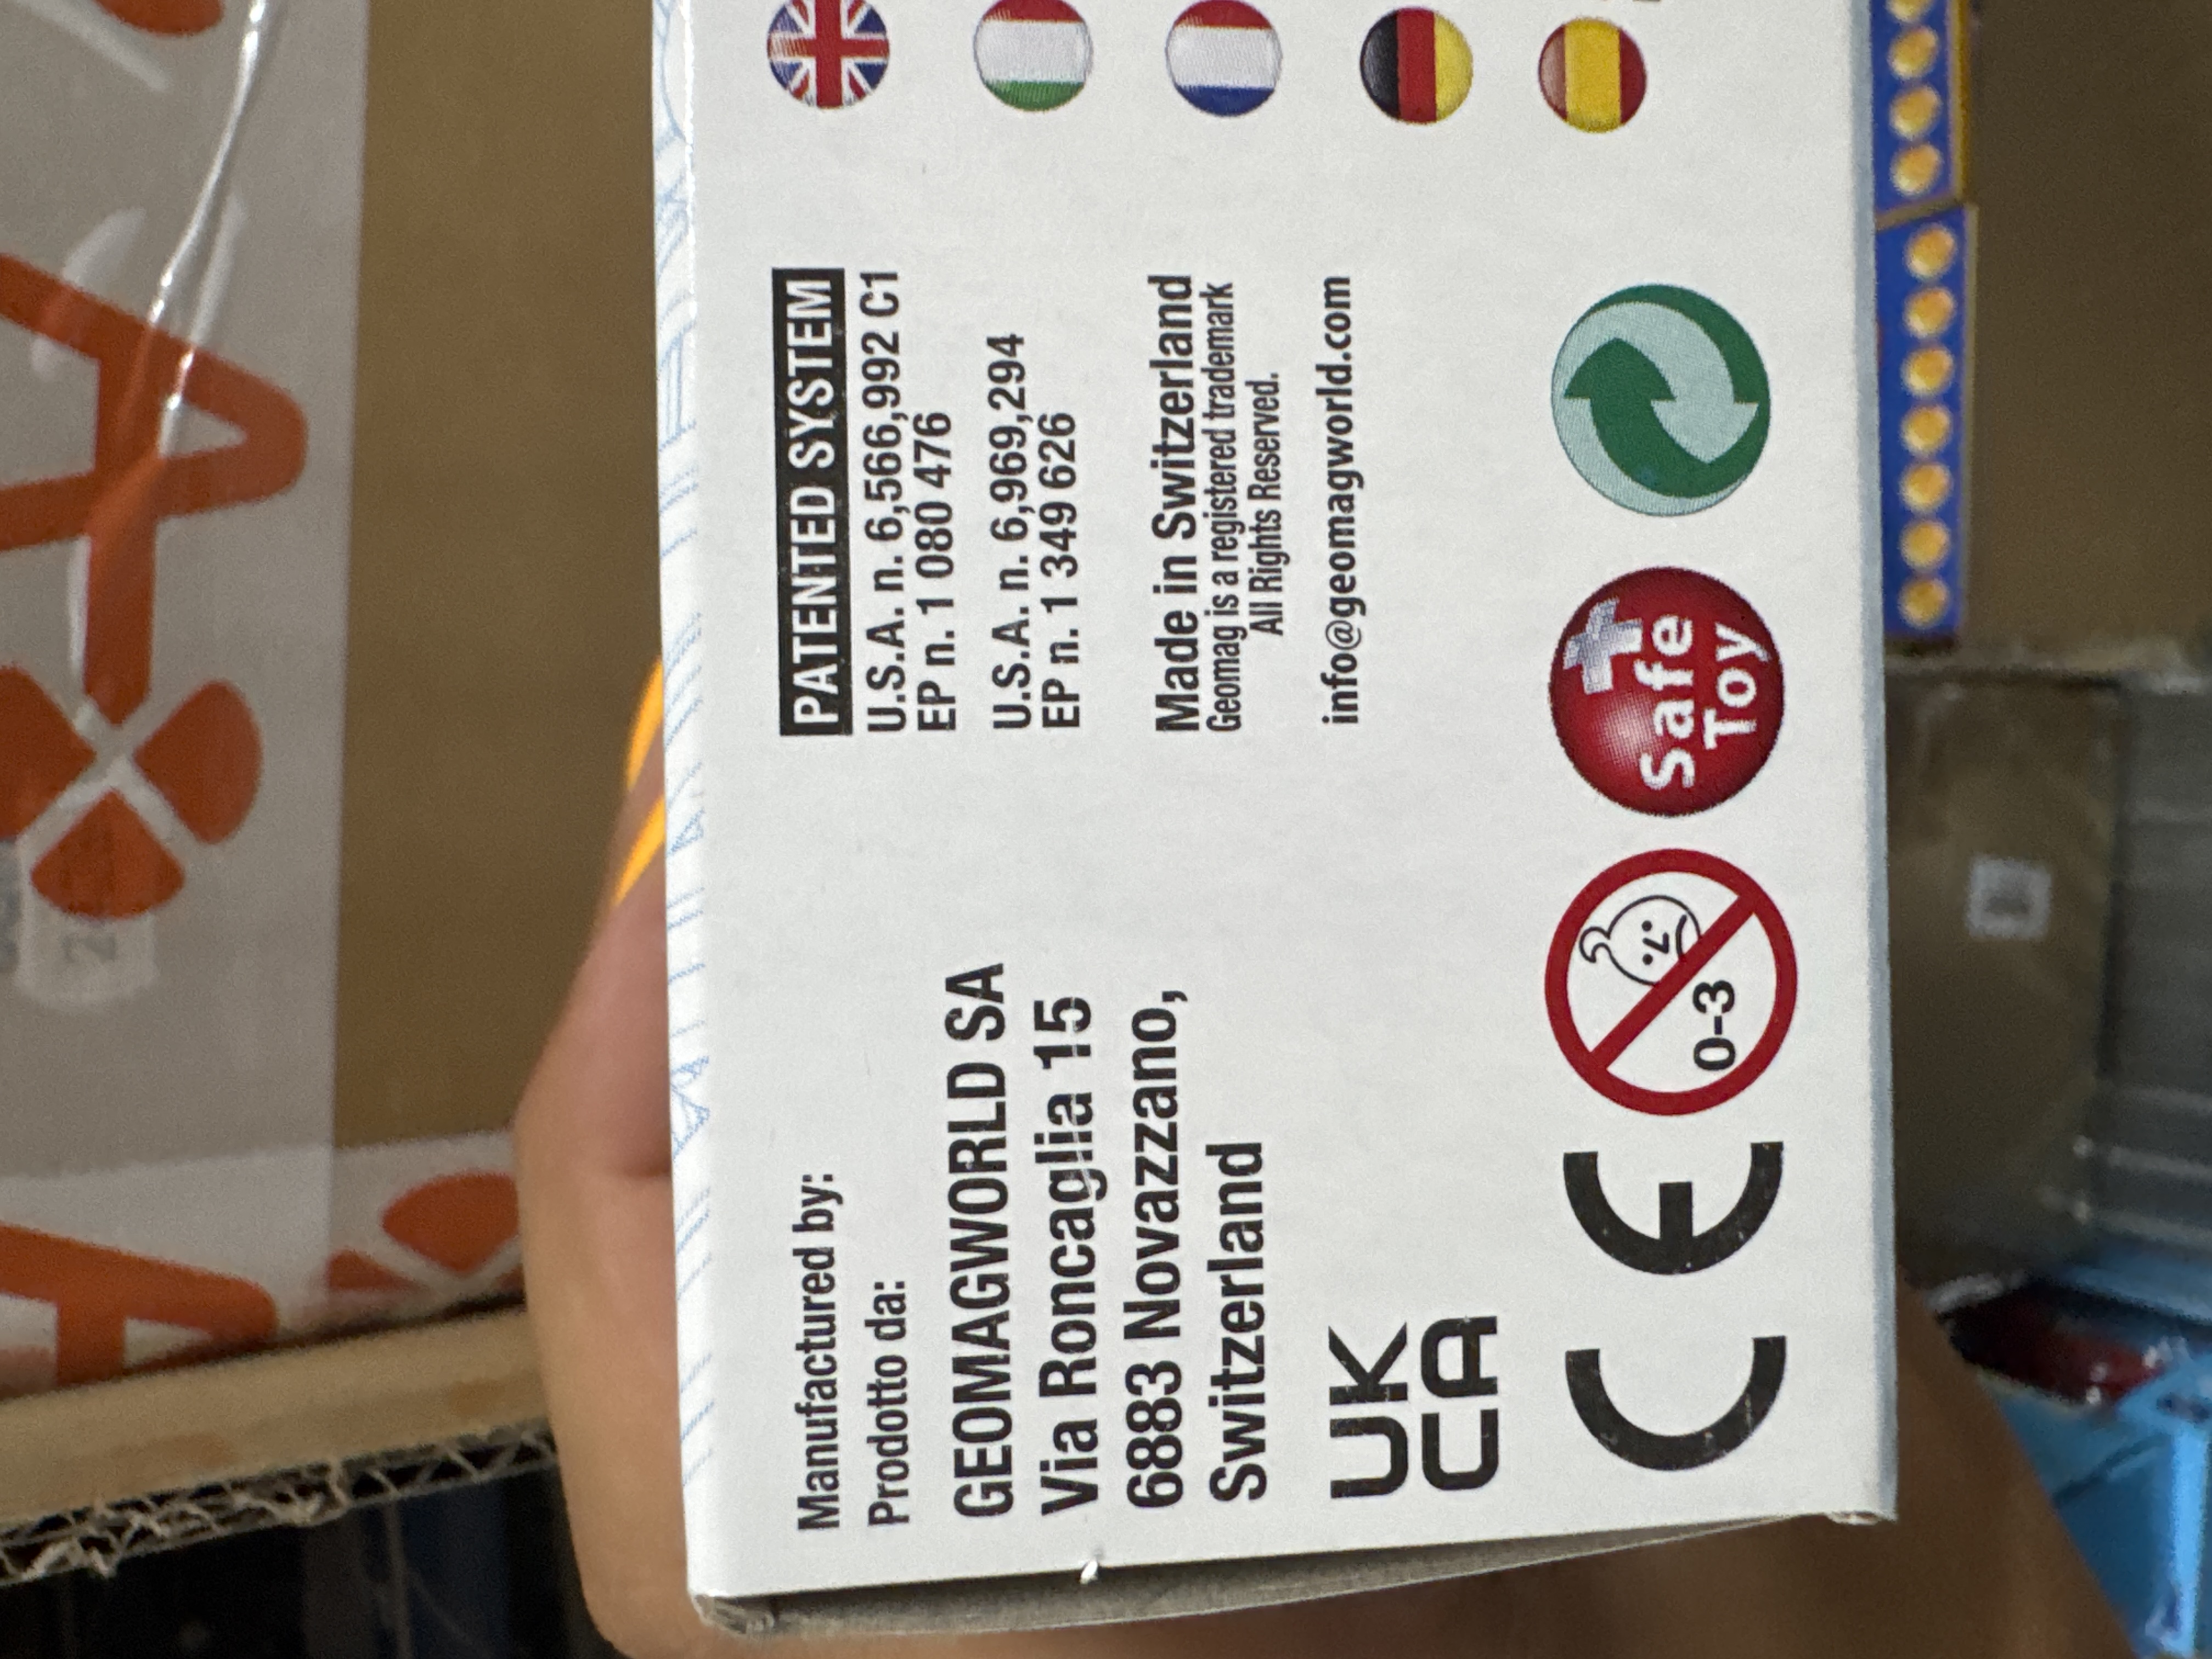 Manufactured by:
Prodotto da:
GEOMAGWORLD SA
Via Roncaglia 15
6883 Novazzano,
Switzerland
UK
CA
CE
0-3
Safe
Toy
PATENTED SYSTEM
U.S.A. n. 6,566,992 C1
EP n. 1 080 476
U.S.A. n. 6,969,294
EP n. 1 349 626
Made in Switzerland
Geomag is a registered trademark
All Rights Reserved.
info@geomagworld.com